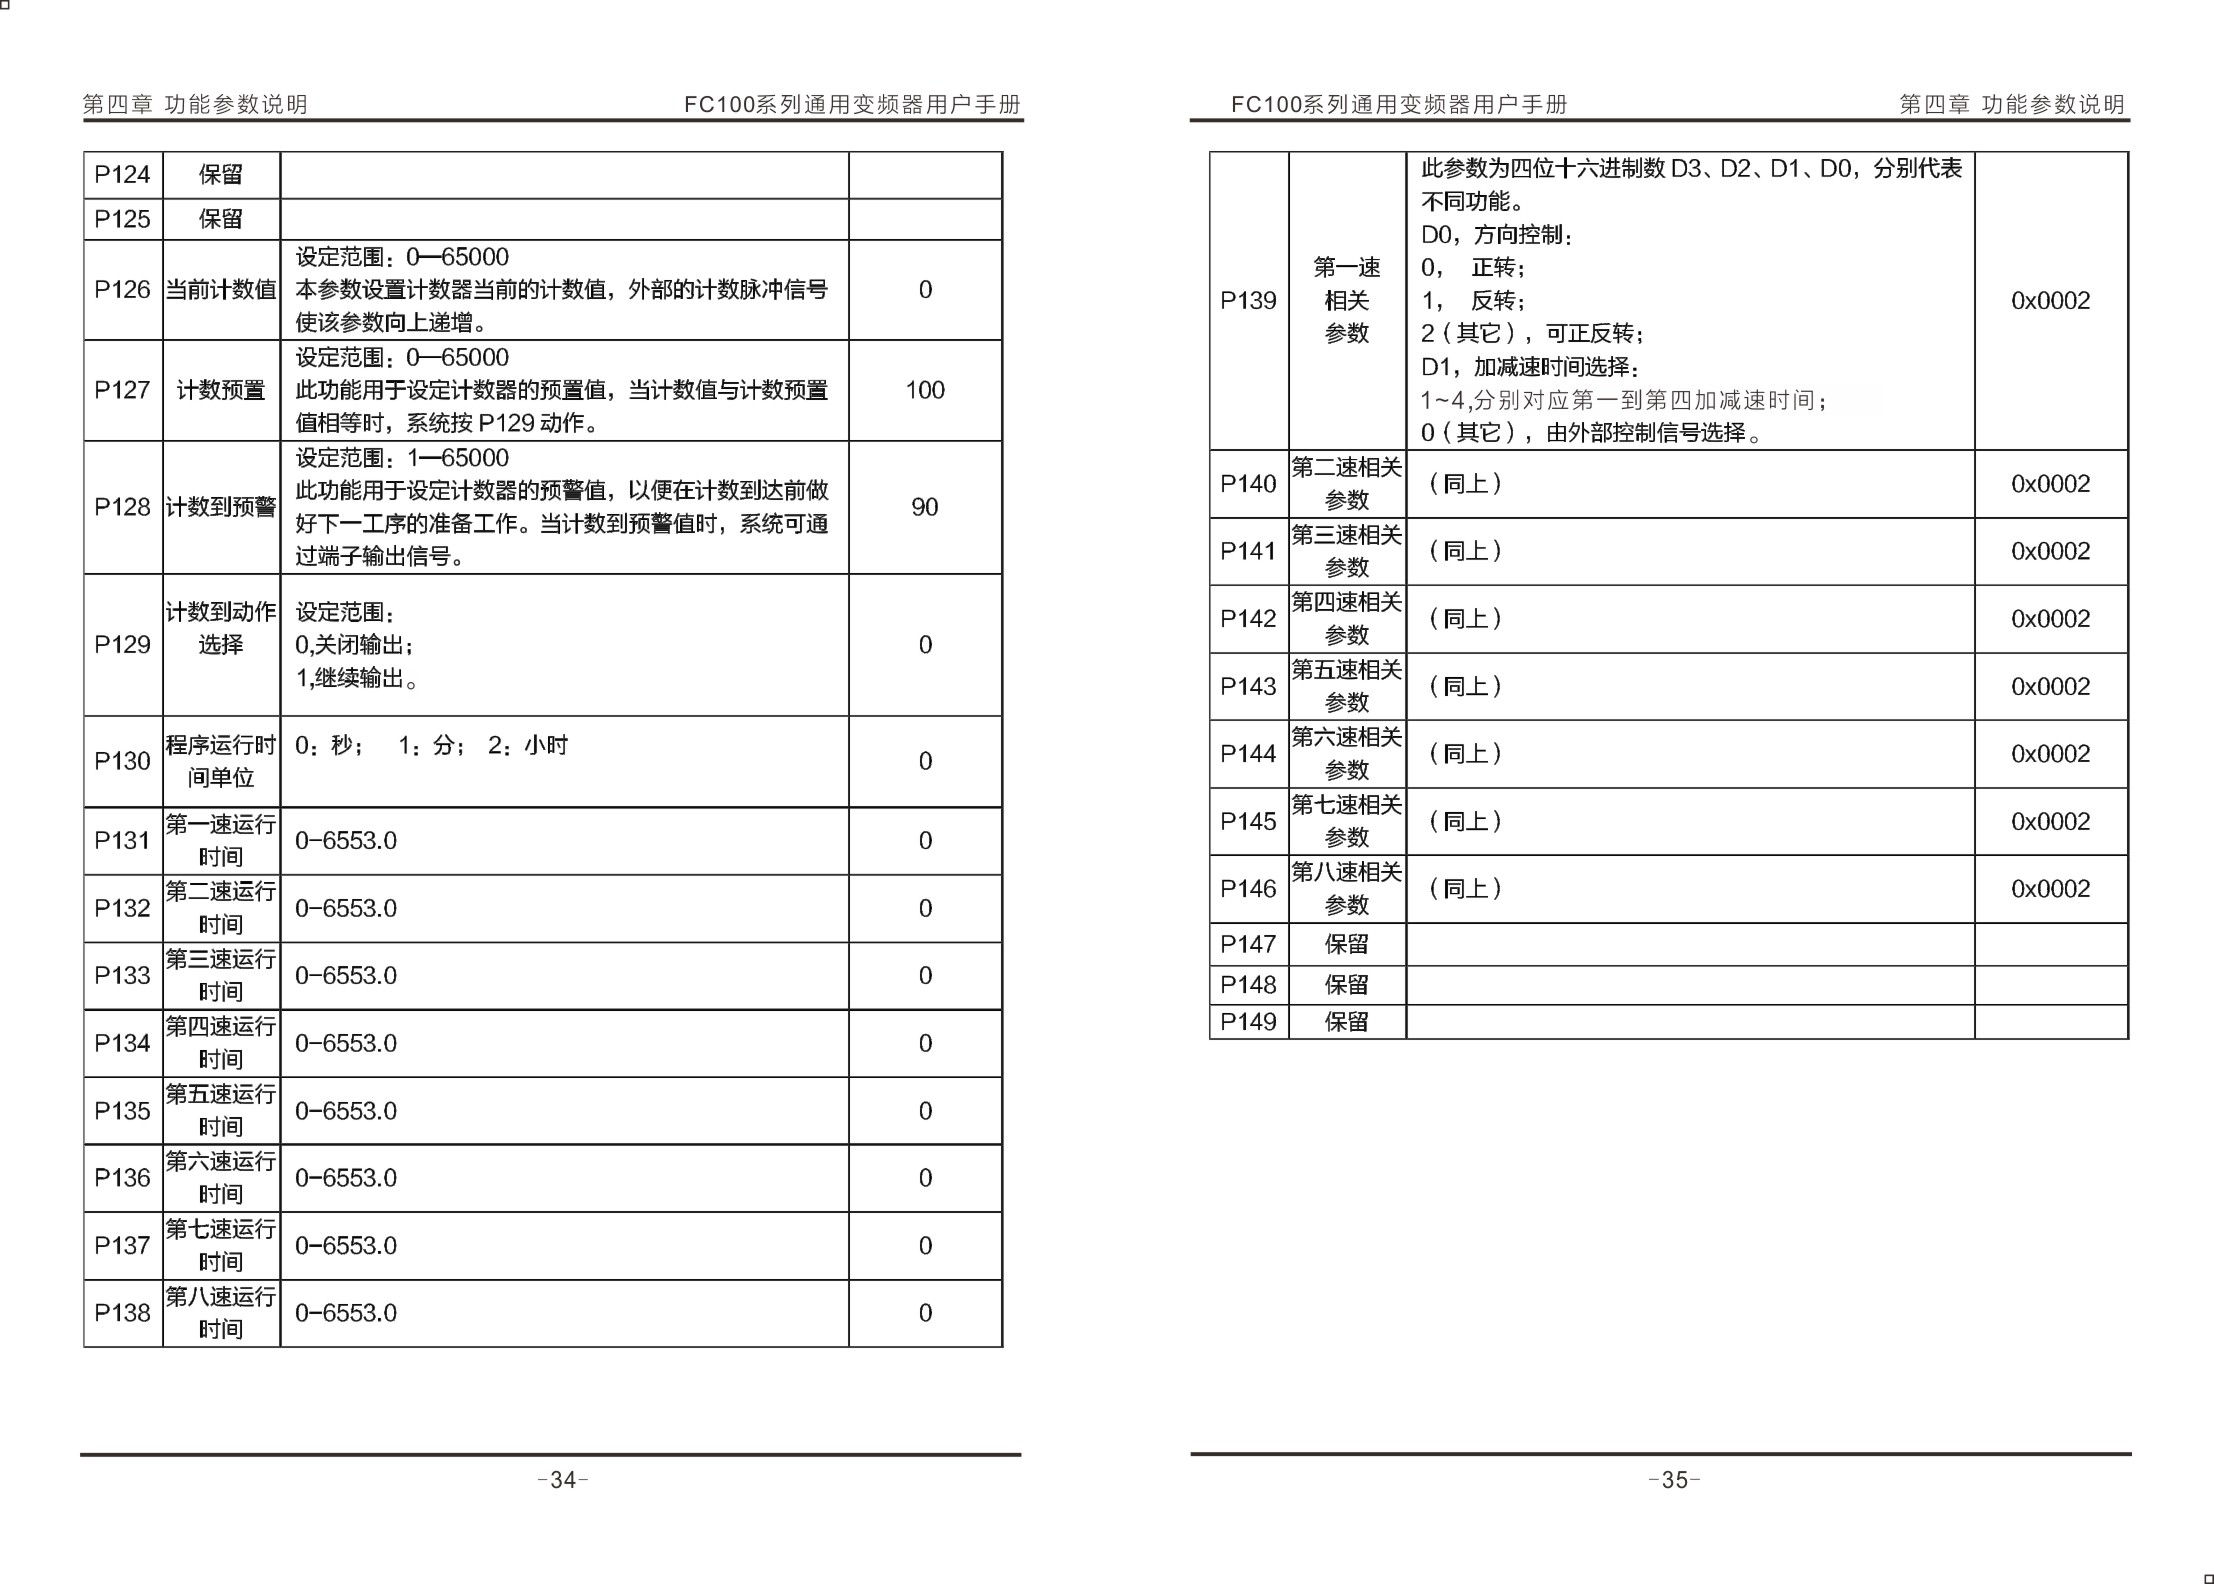 第四章 功能参数说明 FC100系列通用变频器用户手册
P124 保留
P125 保留
P126 当前计数值 设定范围：0—65000
本参数设置计数器当前的计数值，外部的计数脉冲信号
使该参数向上递增。
0
P127 计数预置 设定范围：0—65000
此功能用于设定计数器的预置值，当计数值与计数预置
值相等时，系统按 P129 动作。
100
P128 计数到预警 设定范围：1—65000
此功能用于设定计数器的预警值，以便在计数到达前做
好下一工序的准备工作。当计数到预警值时，系统可通
过端子输出信号。
90
P129 计数到动作
选择
设定范围：
0,关闭输出；
1,继续输出。
0
P130 程序运行时
间单位
0：秒； 1：分； 2：小时
0
P131 第一速运行
时间
0-6553.0 0
P132 第二速运行
时间
0-6553.0 0
P133 第三速运行
时间
0-6553.0 0
P134 第四速运行
时间
0-6553.0 0
P135 第五速运行
时间
0-6553.0 0
P136 第六速运行
时间
0-6553.0 0
P137 第七速运行
时间
0-6553.0 0
P138 第八速运行
时间
0-6553.0 0
-34-
FC100系列通用变频器用户手册 第四章 功能参数说明
P139 第一速
相关
参数
此参数为四位十六进制数 D3、D2、D1、D0，分别代表
不同功能。
D0，方向控制：
0， 正转；
1， 反转；
2（其它），可正反转；
D1，加减速时间选择：
1~4,分别对应第一到第四加减速时间；
0（其它），由外部控制信号选择。
0x0002
P140 第二速相关
参数
（同上） 0x0002
P141 第三速相关
参数
（同上） 0x0002
P142 第四速相关
参数
（同上） 0x0002
P143 第五速相关
参数
（同上） 0x0002
P144 第六速相关
参数
（同上） 0x0002
P145 第七速相关
参数
（同上） 0x0002
P146 第八速相关
参数
（同上） 0x0002
P147 保留
P148 保留
P149 保留
-35-